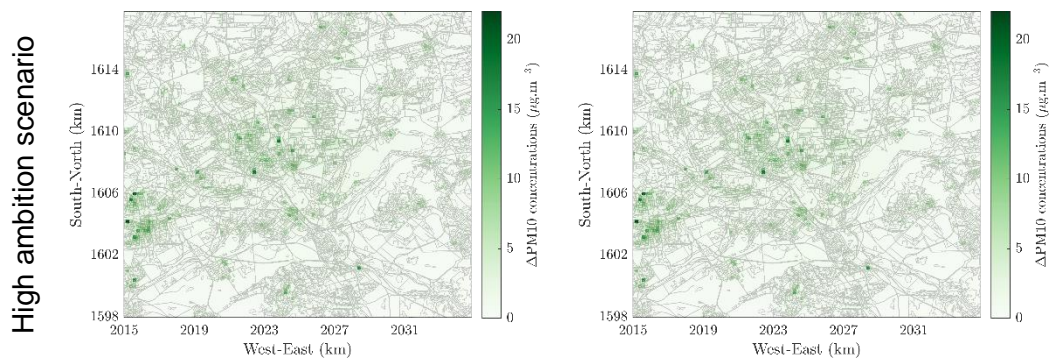 High ambition scenario
South-North (km)
1614
1610
1606
1602
1598
2015 2019 2023 2027 2031
West-East (km)
20
15
10
5
0
ΔPM10 concentrations (μg.m⁻³)
South-North (km)
1614
1610
1606
1602
1598
2015 2019 2023 2027 2031
West-East (km)
20
15
10
5
0
ΔPM10 concentrations (μg.m⁻³)